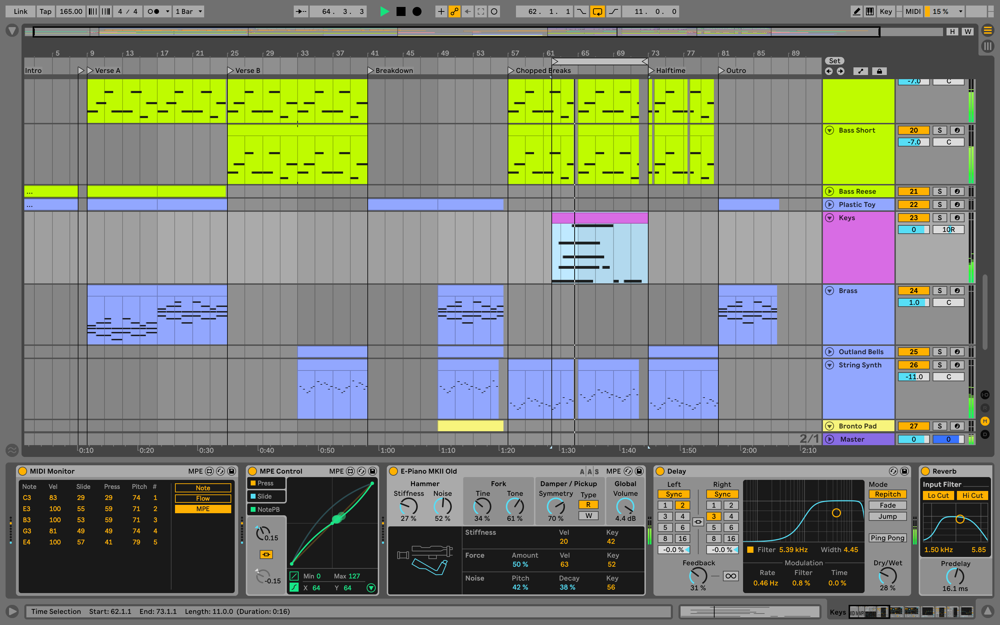 Link Tap 165.00 4 / 4 1 Bar 64. 3. 3 62. 1. 1 11. 0. 0 Key MIDI 15 %
H W
5 9 13 17 21 25 29 33 37 41 45 49 53 57 61 65 69 73 77 81 85 89
Set
Intro Verse A Verse B Breakdown Chopped Breaks Halftime Outro
-7.0 C
Bass Short 20 S
-7.0 C
... Bass Reese 21 S
... Plastic Toy 22 S
Keys 23 S
0 10R
Brass 24 S
1.0 C
Outland Bells 25 S
String Synth 26 S
-11.0 C
I·O
R
M
Bronto Pad 27 S
D
2/1 Master 0 0
0:10 0:20 0:30 0:40 0:50 1:00 1:10 1:20 1:30 1:40 1:50 2:00 2:10
MIDI Monitor MPE
Note Vel Slide Press Pitch #
C3 83 29 29 74 1
E3 100 55 59 71 2
B3 100 53 59 71 3
G3 81 49 49 74 4
E4 100 57 41 79 5
Note
Flow
MPE
MPE Control MPE
Press
Slide
NotePB
0.15
-0.15
Min 0 Max 127
X 64 Y 64
E-Piano MKII Old A A S MPE
Hammer Fork Damper / Pickup Global
Stiffness Noise Tine Tone Symmetry Type Volume
R
W
27 % 52 % 34 % 61 % 70 % 4.4 dB
Stiffness Vel Key
20 42
Force Amount Vel Key
50 % 63 52
Noise Pitch Decay Key
42 % 38 % 56
Delay
Left Right
Sync Sync
1 2 1 2
3 4 3 4
5 6 5 6
8 16 8 16
-0.0 % -0.0 %
Feedback
31 %
Filter 5.39 kHz Width 4.45
Modulation
Rate Filter Time
0.46 Hz 0.8 % 0.0 %
Mode
Repitch
Fade
Jump
Ping Pong
Dry/Wet
28 %
Reverb
Input Filter
Lo Cut Hi Cut
1.50 kHz 5.85
Predelay
16.1 ms
Time Selection Start: 62.1.1 End: 73.1.1 Length: 11.0.0 (Duration: 0:16)
Keys